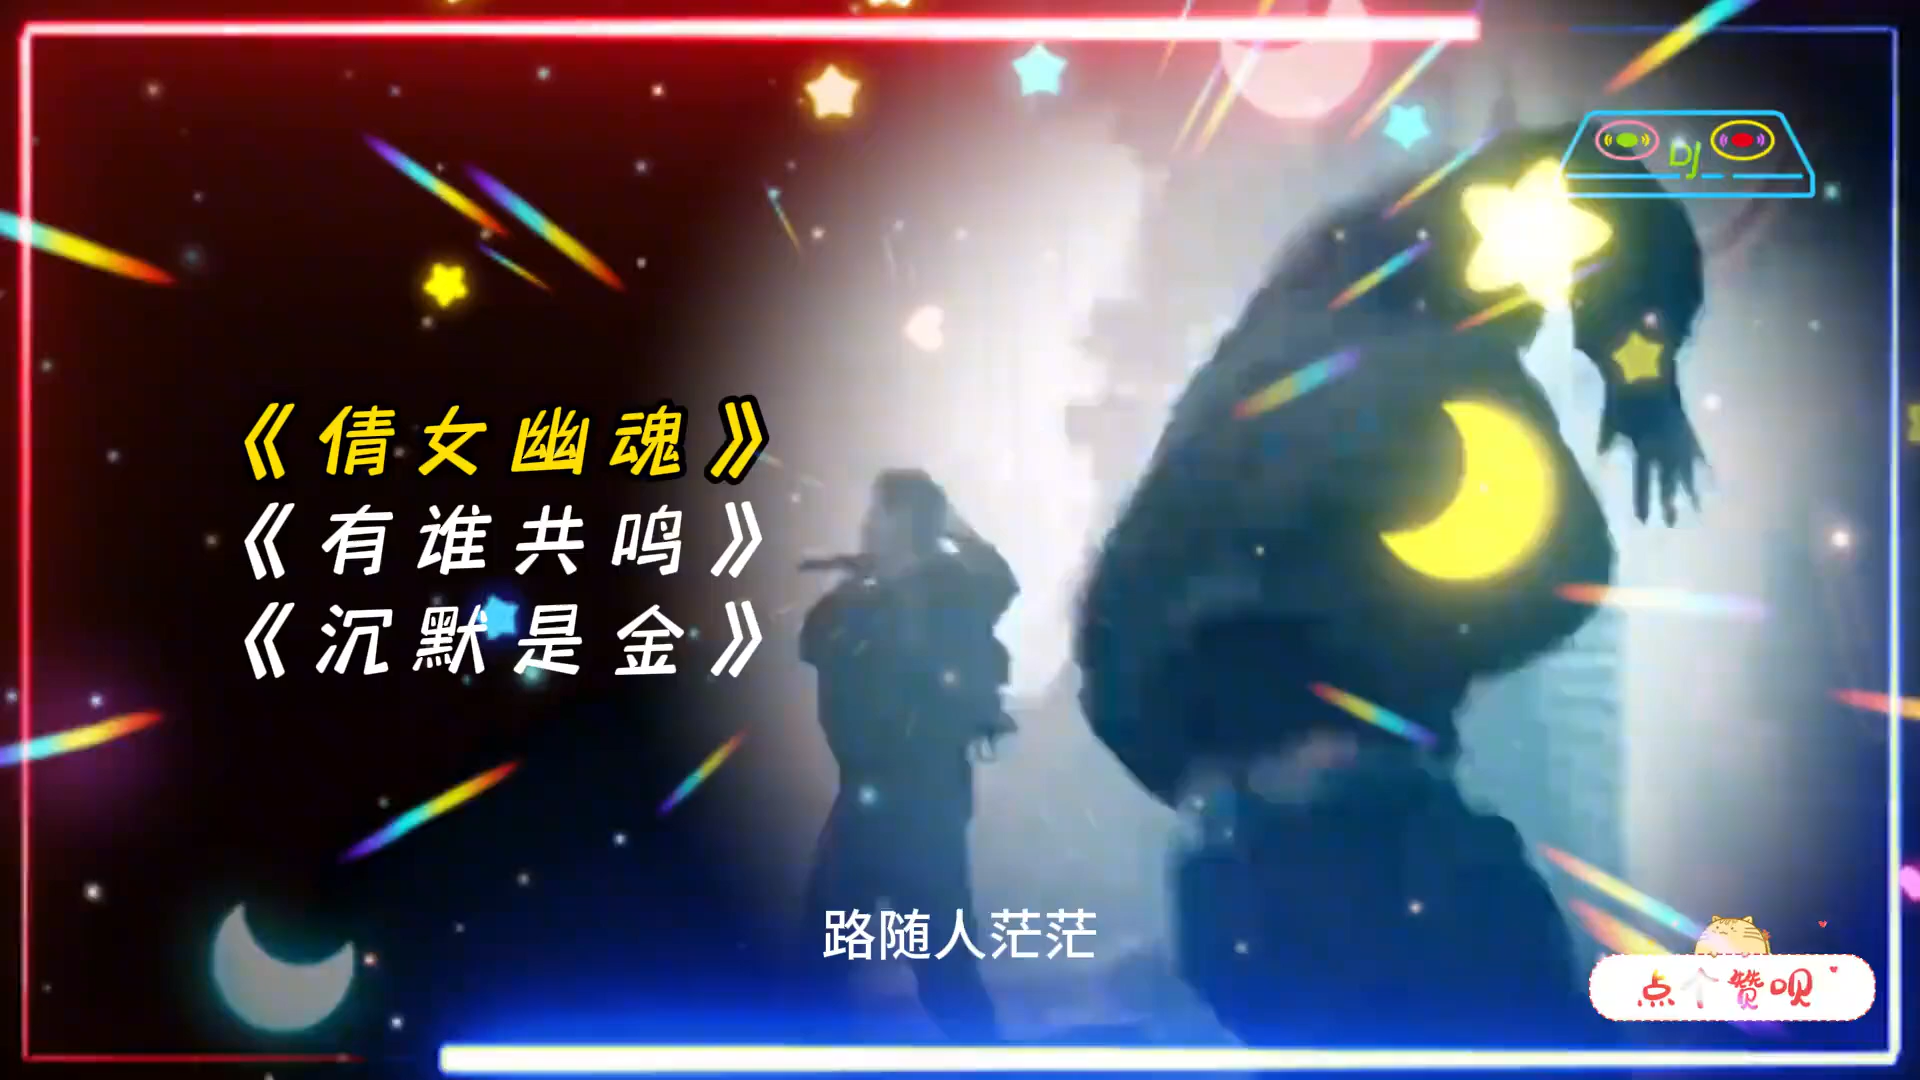 DJ
《倩女幽魂》
《有谁共鸣》
《沉默是金》
路随人茫茫
点个赞呗